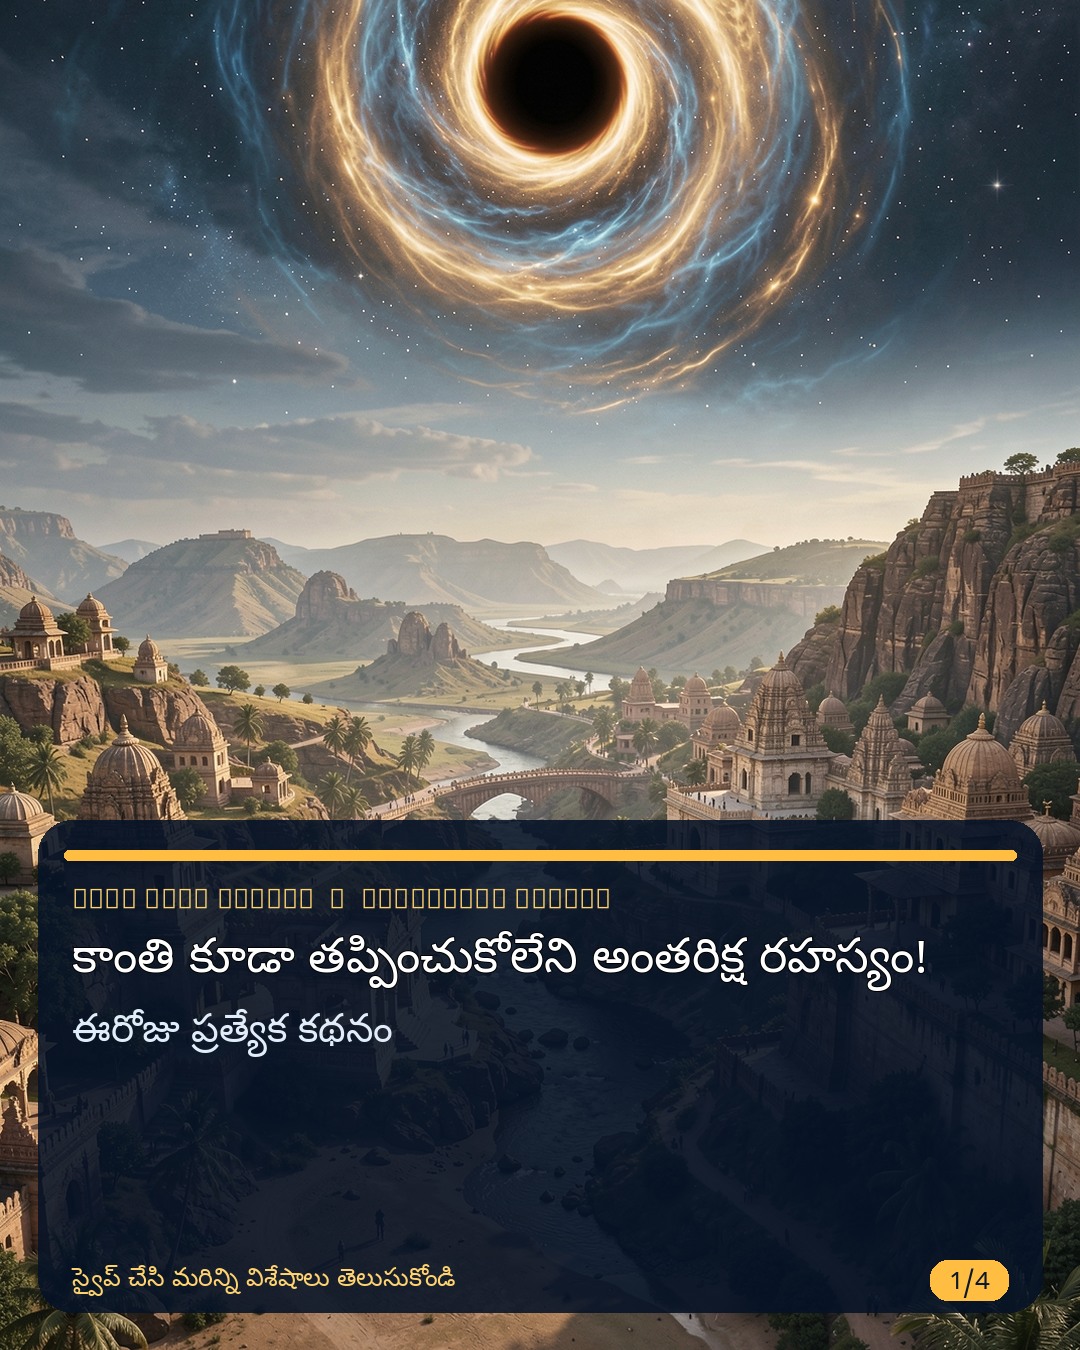 కాంతి కూడా తప్పించుకోలేని అంతరిక్ష రహస్యం!
ఈరోజు ప్రత్యేక కథనం
స్వైప్ చేసి మరిన్ని విశేషాలు తెలుసుకోండి
1/4